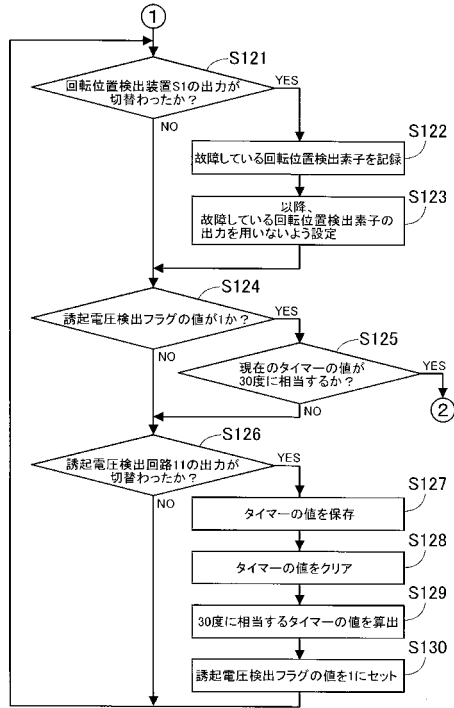 ①
S121
回転位置検出装置S1の出力が
切替わったか？
YES
NO
S122
故障している回転位置検出素子を記録
S123
以降、
故障している回転位置検出素子の
出力を用いないよう設定
S124
誘起電圧検出フラグの値が1か？
YES
NO
S125
現在のタイマーの値が
30度に相当するか？
YES
NO
②
S126
誘起電圧検出回路11の出力が
切替わったか？
YES
NO
S127
タイマーの値を保存
S128
タイマーの値をクリア
S129
30度に相当するタイマーの値を算出
S130
誘起電圧検出フラグの値を1にセット